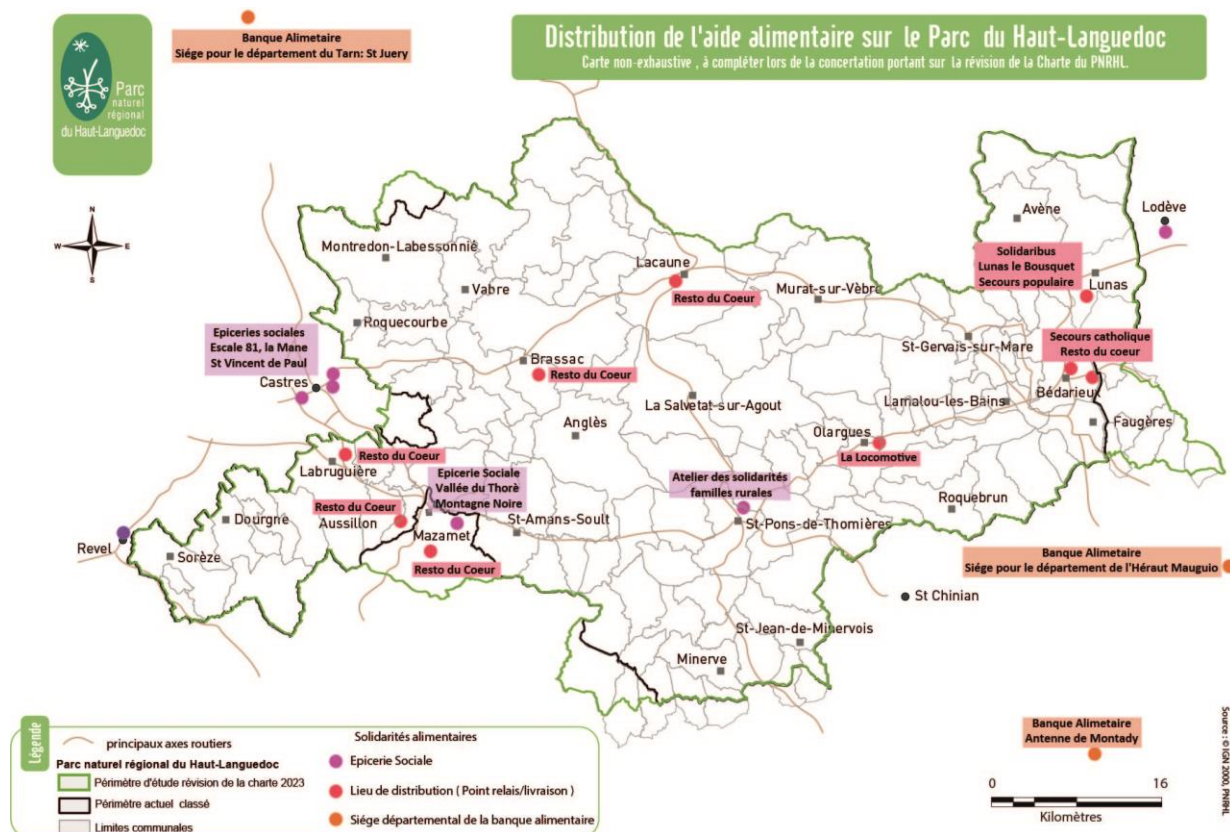 Banque Alimetaire
Siége pour le département du Tarn: St Juery
Distribution de l'aide alimentaire sur le Parc du Haut-Languedoc
Carte non-exhaustive , à compléter lors de la concertation portant sur la révision de la Charte du PNRHL.
Parc
naturel
régional
du Haut-Languedoc
N
W
E
S
Avène
Lodève
Montredon-Labessonnié
Solidaribus
Lunas le Bousquet
Secours populaire
Lacaune
Lunas
Vabre
Resto du Coeur
Murat-sur-Vèbre
Roquecourbe
Epiceries sociales
Escale 81, la Mane
St Vincent de Paul
St-Gervais-sur-Mare
Secours catholique
Resto du coeur
Brassac
Resto du Coeur
Castres
Bédarieux
La Salvetat-sur-Agout
Lamalou-les-Bains
Faugères
Anglès
Olargues
Resto du Coeur
La Locomotive
Labruguière
Epicerie Sociale
Vallée du Thorè
Montagne Noire
Atelier des solidarités
familles rurales
Roquebrun
Resto du Coeur
Dourgne
Aussillon
St-Amans-Soult
St-Pons-de-Thomières
Mazamet
Revel
Sorèze
Resto du Coeur
Banque Alimetaire
Siége pour le département de l'Héraut Mauguio
St Chinian
St-Jean-de-Minervois
Minerve
Légende
principaux axes routiers
Parc naturel régional du Haut-Languedoc
Périmètre d'étude révision de la charte 2023
Périmètre actuel classé
Limites communales
Solidarités alimentaires
Epicerie Sociale
Lieu de distribution ( Point relais/livraison )
Siége départemental de la banque alimentaire
Banque Alimetaire
Antenne de Montady
0
16
Kilomètres
Source : © IGN 2000, PNRHL